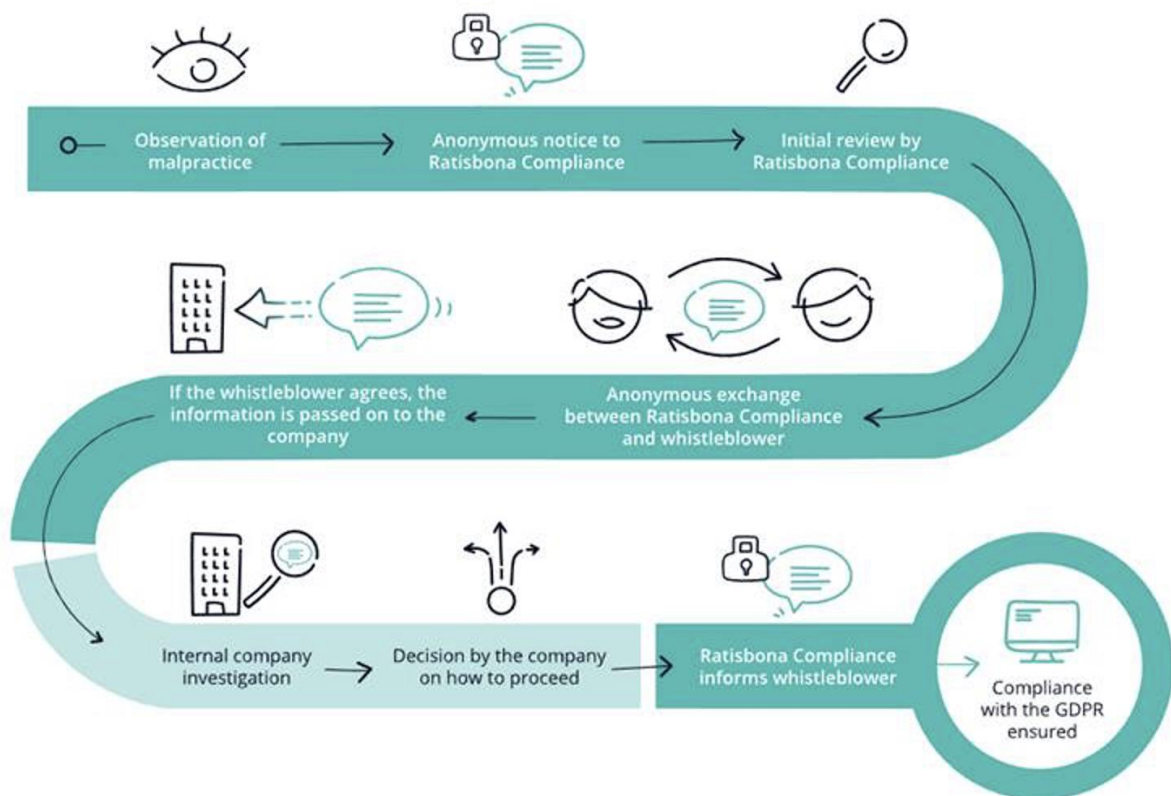 Observation of
malpractice
Anonymous notice to
Ratisbona Compliance
Initial review by
Ratisbona Compliance
Anonymous exchange
between Ratisbona Compliance
and whistleblower
If the whistleblower agrees, the
information is passed on to the
company
Internal company
investigation
Decision by the company
on how to proceed
Ratisbona Compliance
informs whistleblower
Compliance
with the GDPR
ensured